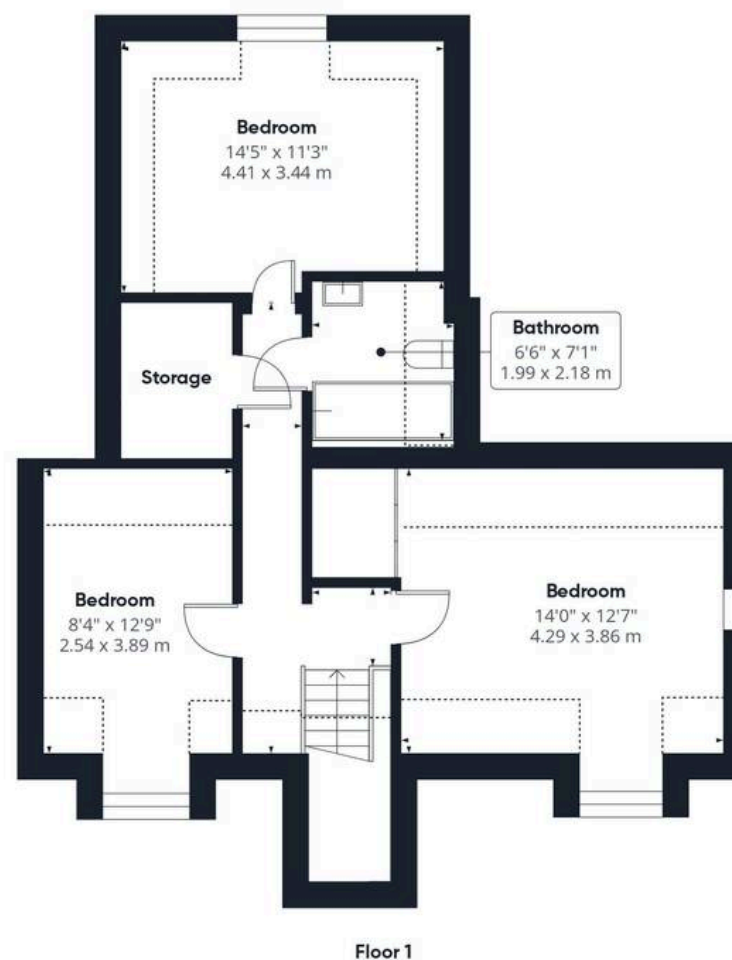 Bedroom
14'5" x 11'3"
4.41 x 3.44 m
Bathroom
6'6" x 7'1"
1.99 x 2.18 m
Storage
Bedroom
8'4" x 12'9"
2.54 x 3.89 m
Bedroom
14'0" x 12'7"
4.29 x 3.86 m
Floor 1